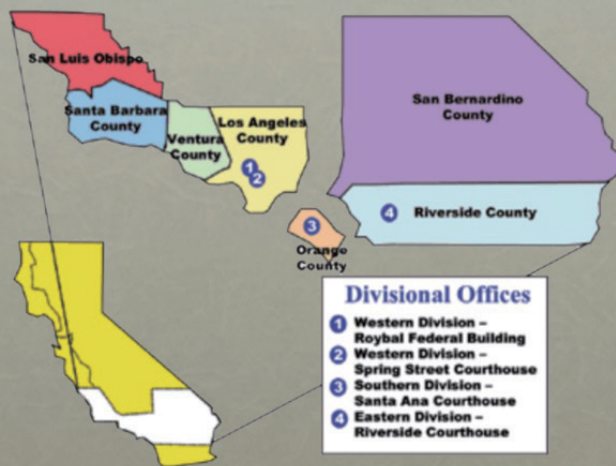 San Luis Obispo
Santa Barbara
County
Ventura
County
Los Angeles
County
1
2
San Bernardino
County
4 Riverside County
3
Orange
County
Divisional Offices
1 Western Division –
Roybal Federal Building
2 Western Division –
Spring Street Courthouse
3 Southern Division –
Santa Ana Courthouse
4 Eastern Division –
Riverside Courthouse